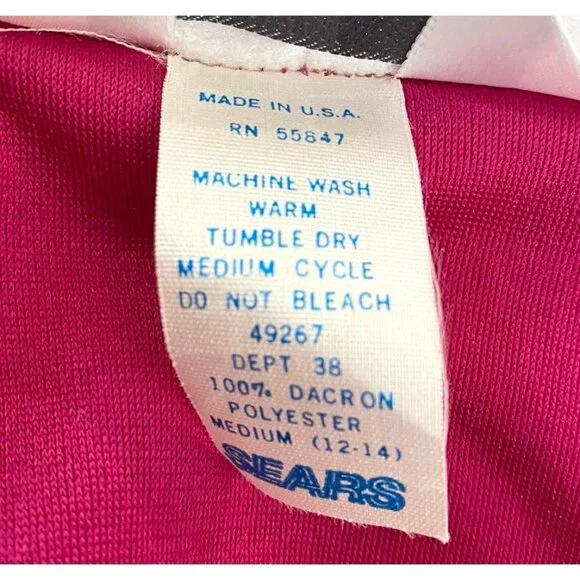 MADE IN U.S.A.
RN 55847
MACHINE WASH
WARM
TUMBLE DRY
MEDIUM CYCLE
DO NOT BLEACH
49267
DEPT 38
100% DACRON
POLYESTER
MEDIUM (12-14)
SEARS